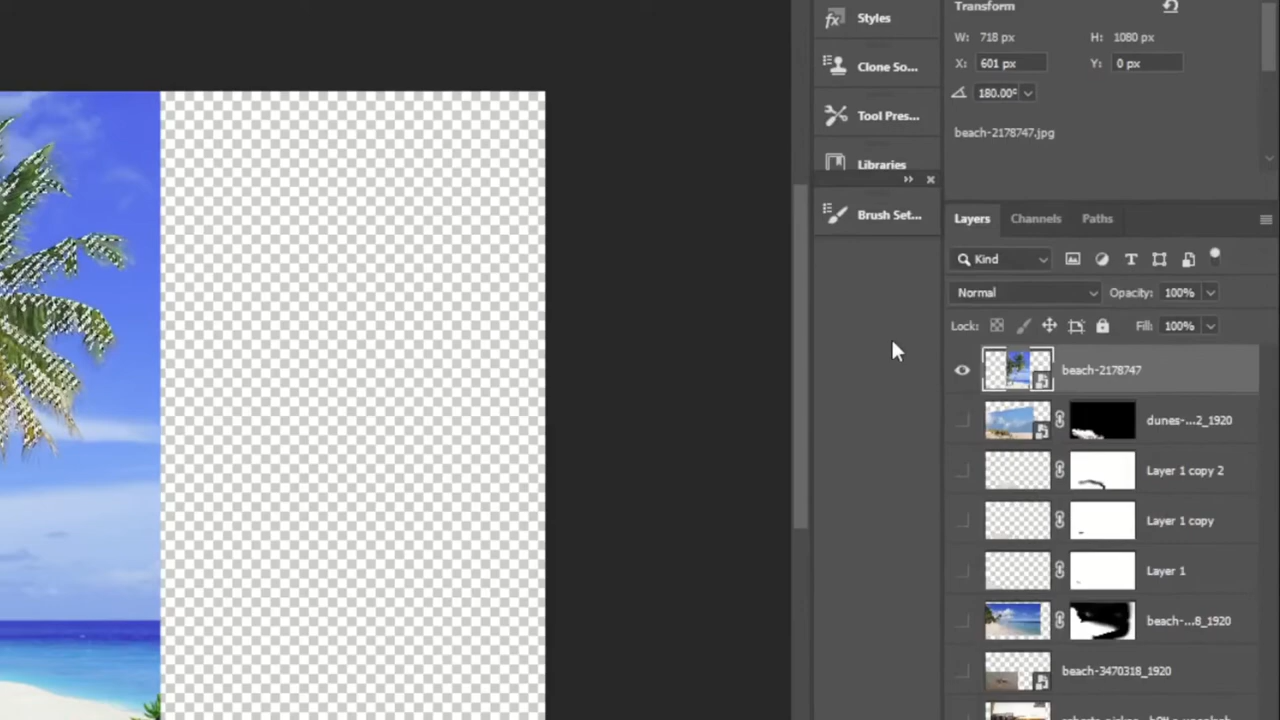 Styles
Clone So...
Tool Pres...
Libraries
Brush Set...
Transform
W: 718 px H: 1080 px
X: 601 px Y: 0 px
180.00°
beach-2178747.jpg
Layers Channels Paths
Kind
Normal Opacity: 100%
Lock: Fill: 100%
beach-2178747
dunes-...2_1920
Layer 1 copy 2
Layer 1 copy
Layer 1
beach-...8_1920
beach-3470318_1920